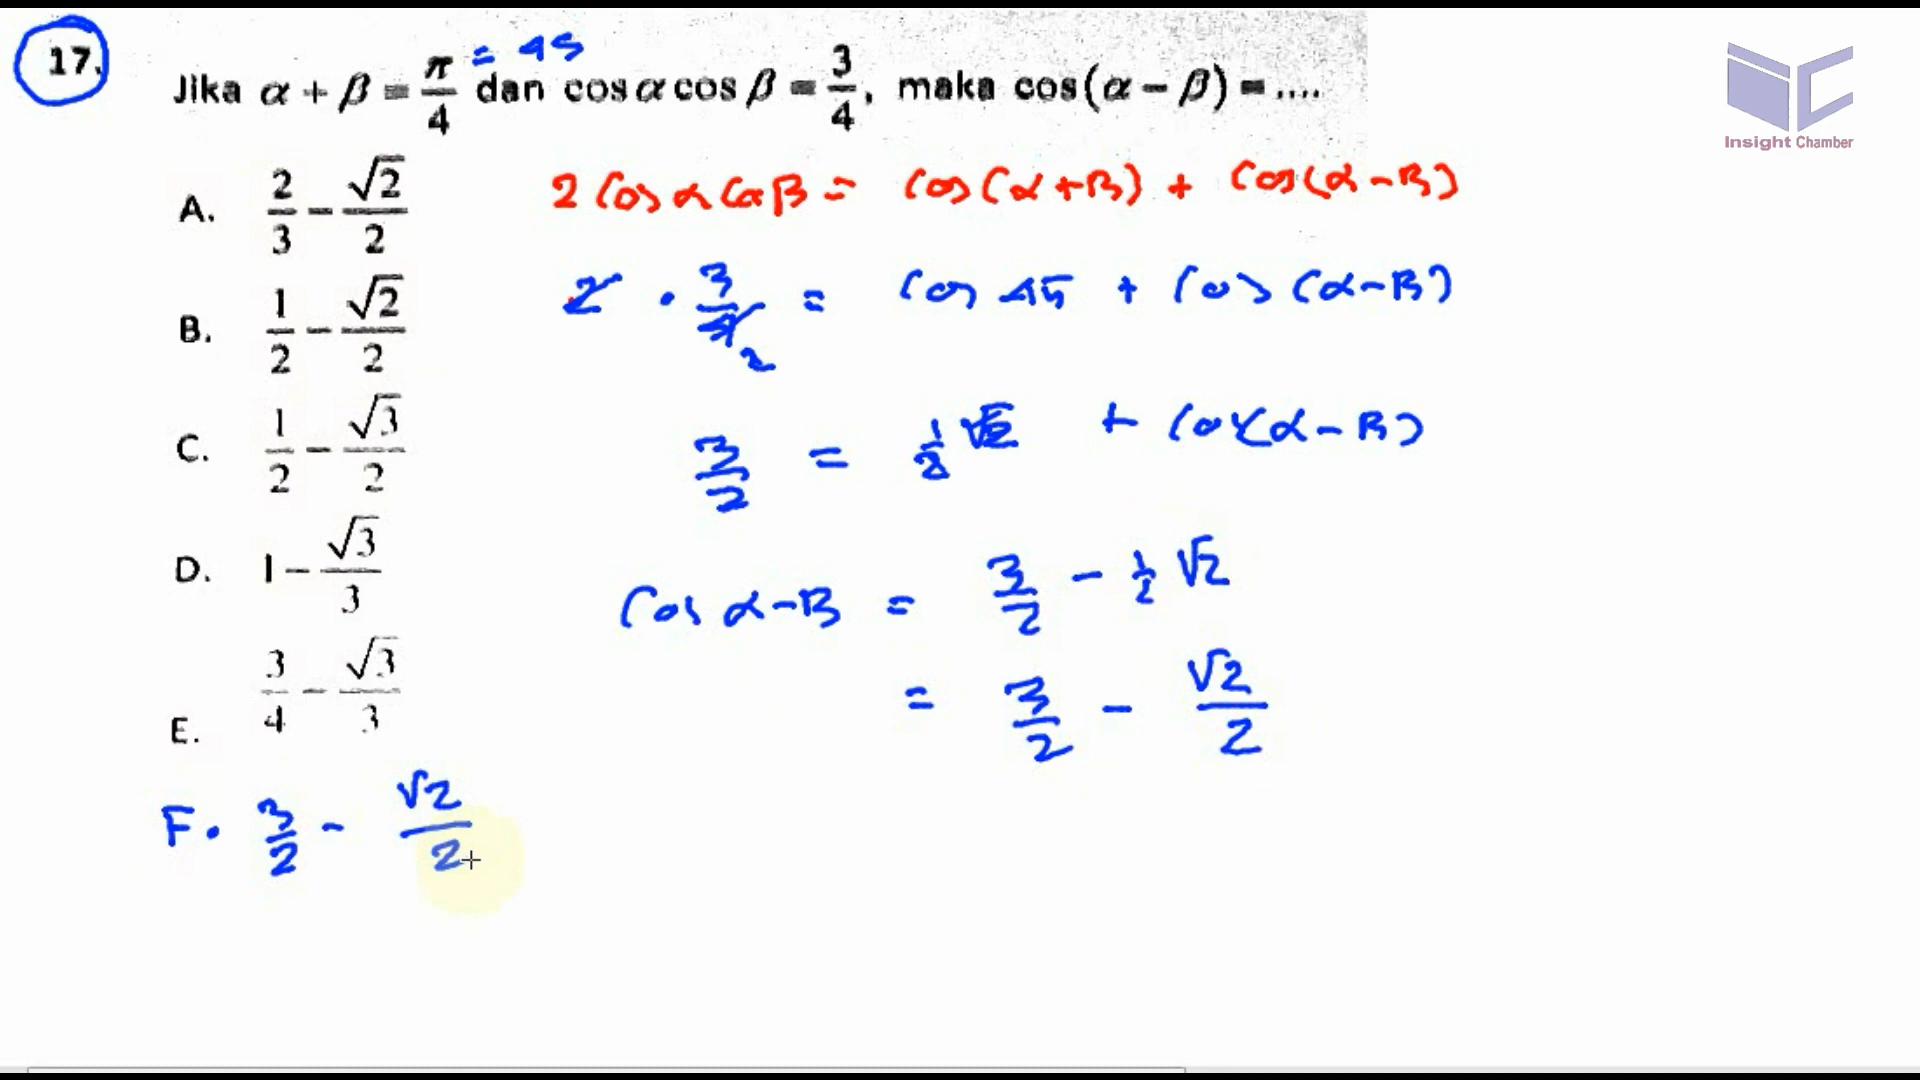 17.
= 45
Jika α + β = π/4 dan cos α cos β = 3/4, maka cos(α − β) = ....
Insight Chamber
A. 2/3 − √2/2
2 Cos α Cos β = Cos (α + β) + Cos (α − β)
B. 1/2 − √2/2
2 · 3/4 2 = Cos 45 + Cos (α − β)
C. 1/2 − √3/2
3/2 = 1/2 √2 + Cos (α − β)
D. 1 − √3/3
Cos α − β = 3/2 − 1/2 √2
E. 3/4 − √3/3
= 3/2 − √2/2
F. 3/2 − √2/2